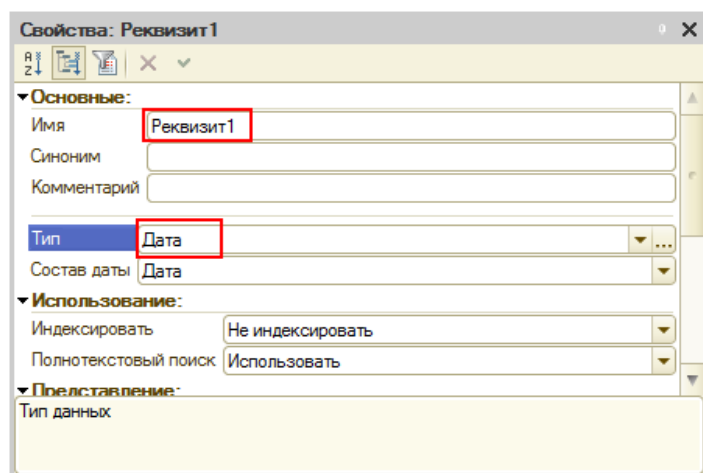 Свойства: Реквизит1
Основные:
Имя Реквизит1
Синоним
Комментарий
Тип Дата ...
Состав даты Дата
Использование:
Индексировать Не индексировать
Полнотекстовый поиск Использовать
Представление:
Тип данных